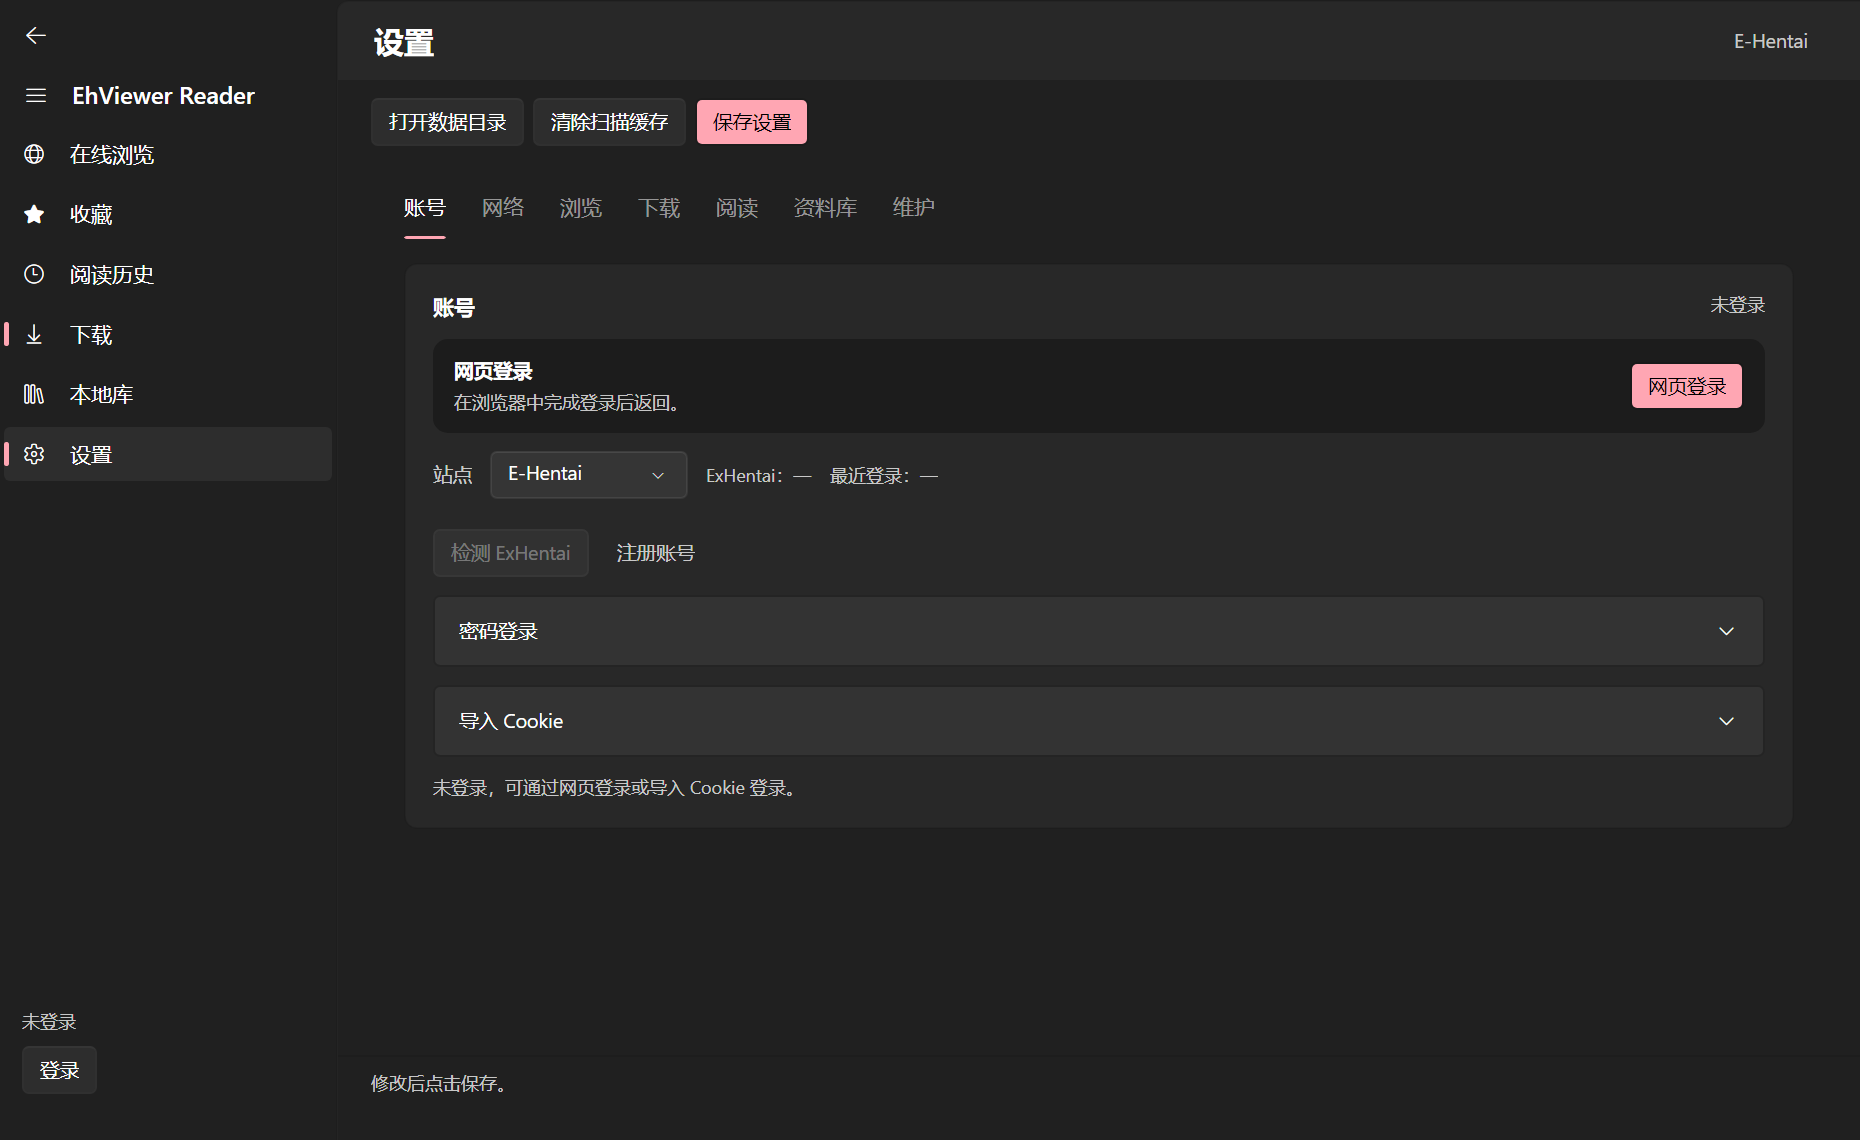 设置
E-Hentai
EhViewer Reader
在线浏览
收藏
阅读历史
下载
本地库
设置
未登录
登录
打开数据目录
清除扫描缓存
保存设置
账号 网络 浏览 下载 阅读 资料库 维护
账号
未登录
网页登录
在浏览器中完成登录后返回。
网页登录
站点
E-Hentai
ExHentai：— 最近登录：—
检测 ExHentai
注册账号
密码登录
导入 Cookie
未登录，可通过网页登录或导入 Cookie 登录。
修改后点击保存。